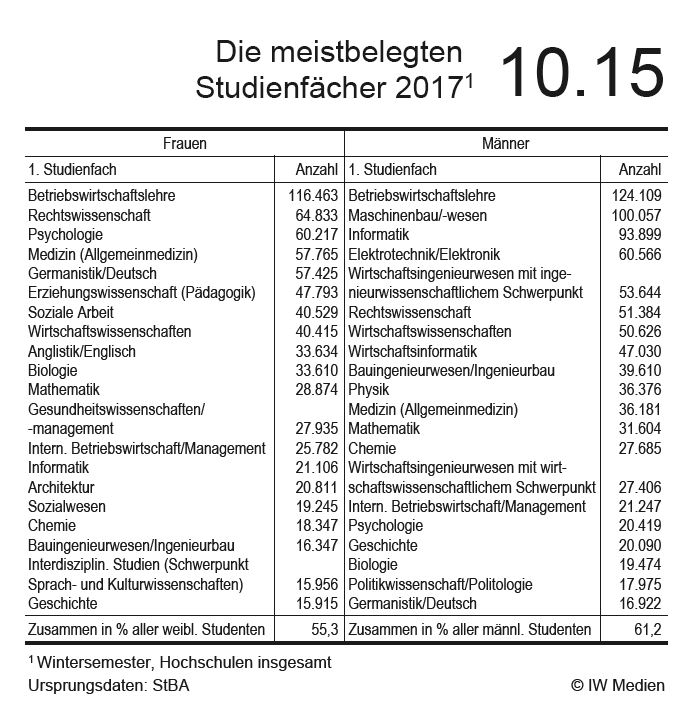 Die meistbelegten
Studienfächer 2017¹ 10.15
Frauen Männer
1. Studienfach Anzahl 1. Studienfach Anzahl
Betriebswirtschaftslehre 116.463 Betriebswirtschaftslehre 124.109
Rechtswissenschaft 64.833 Maschinenbau/-wesen 100.057
Psychologie 60.217 Informatik 93.899
Medizin (Allgemeinmedizin) 57.765 Elektrotechnik/Elektronik 60.566
Germanistik/Deutsch 57.425 Wirtschaftsingenieurwesen mit inge-
Erziehungswissenschaft (Pädagogik) 47.793 nieurwissenschaftlichem Schwerpunkt 53.644
Soziale Arbeit 40.529 Rechtswissenschaft 51.384
Wirtschaftswissenschaften 40.415 Wirtschaftswissenschaften 50.626
Anglistik/Englisch 33.634 Wirtschaftsinformatik 47.030
Biologie 33.610 Bauingenieurwesen/Ingenieurbau 39.610
Mathematik 28.874 Physik 36.376
Gesundheitswissenschaften/ Medizin (Allgemeinmedizin) 36.181
-management 27.935 Mathematik 31.604
Intern. Betriebswirtschaft/Management 25.782 Chemie 27.685
Informatik 21.106 Wirtschaftsingenieurwesen mit wirt-
Architektur 20.811 schaftswissenschaftlichem Schwerpunkt 27.406
Sozialwesen 19.245 Intern. Betriebswirtschaft/Management 21.247
Chemie 18.347 Psychologie 20.419
Bauingenieurwesen/Ingenieurbau 16.347 Geschichte 20.090
Interdisziplin. Studien (Schwerpunkt Biologie 19.474
Sprach- und Kulturwissenschaften) 15.956 Politikwissenschaft/Politologie 17.975
Geschichte 15.915 Germanistik/Deutsch 16.922
Zusammen in % aller weibl. Studenten 55,3 Zusammen in % aller männl. Studenten 61,2
¹ Wintersemester, Hochschulen insgesamt
Ursprungsdaten: StBA © IW Medien